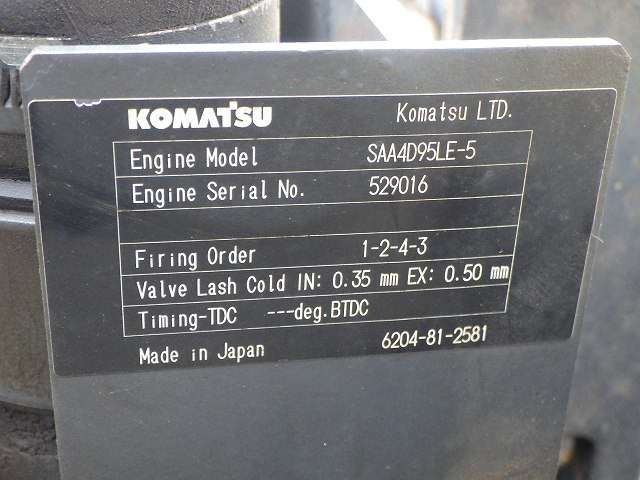 KOMATSU Komatsu LTD.
Engine Model SAA4D95LE-5
Engine Serial No. 529016
Firing Order 1-2-4-3
Valve Lash Cold IN: 0.35 mm EX: 0.50 mm
Timing-TDC ---deg.BTDC
Made in Japan 6204-81-2581